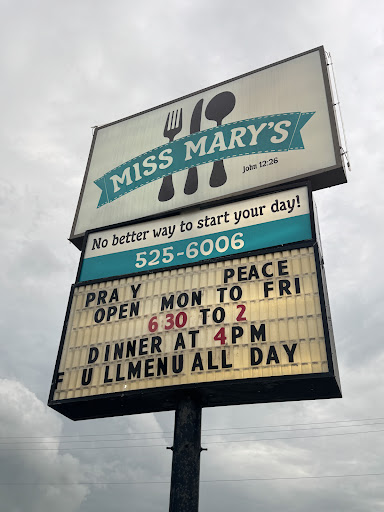 MISS MARY'S
John 12:26
No better way to start your day!
525-6006
PRAY PEACE
OPEN MON TO FRI
6 30 TO 2
DINNER AT 4PM
FULLMENU ALL DAY